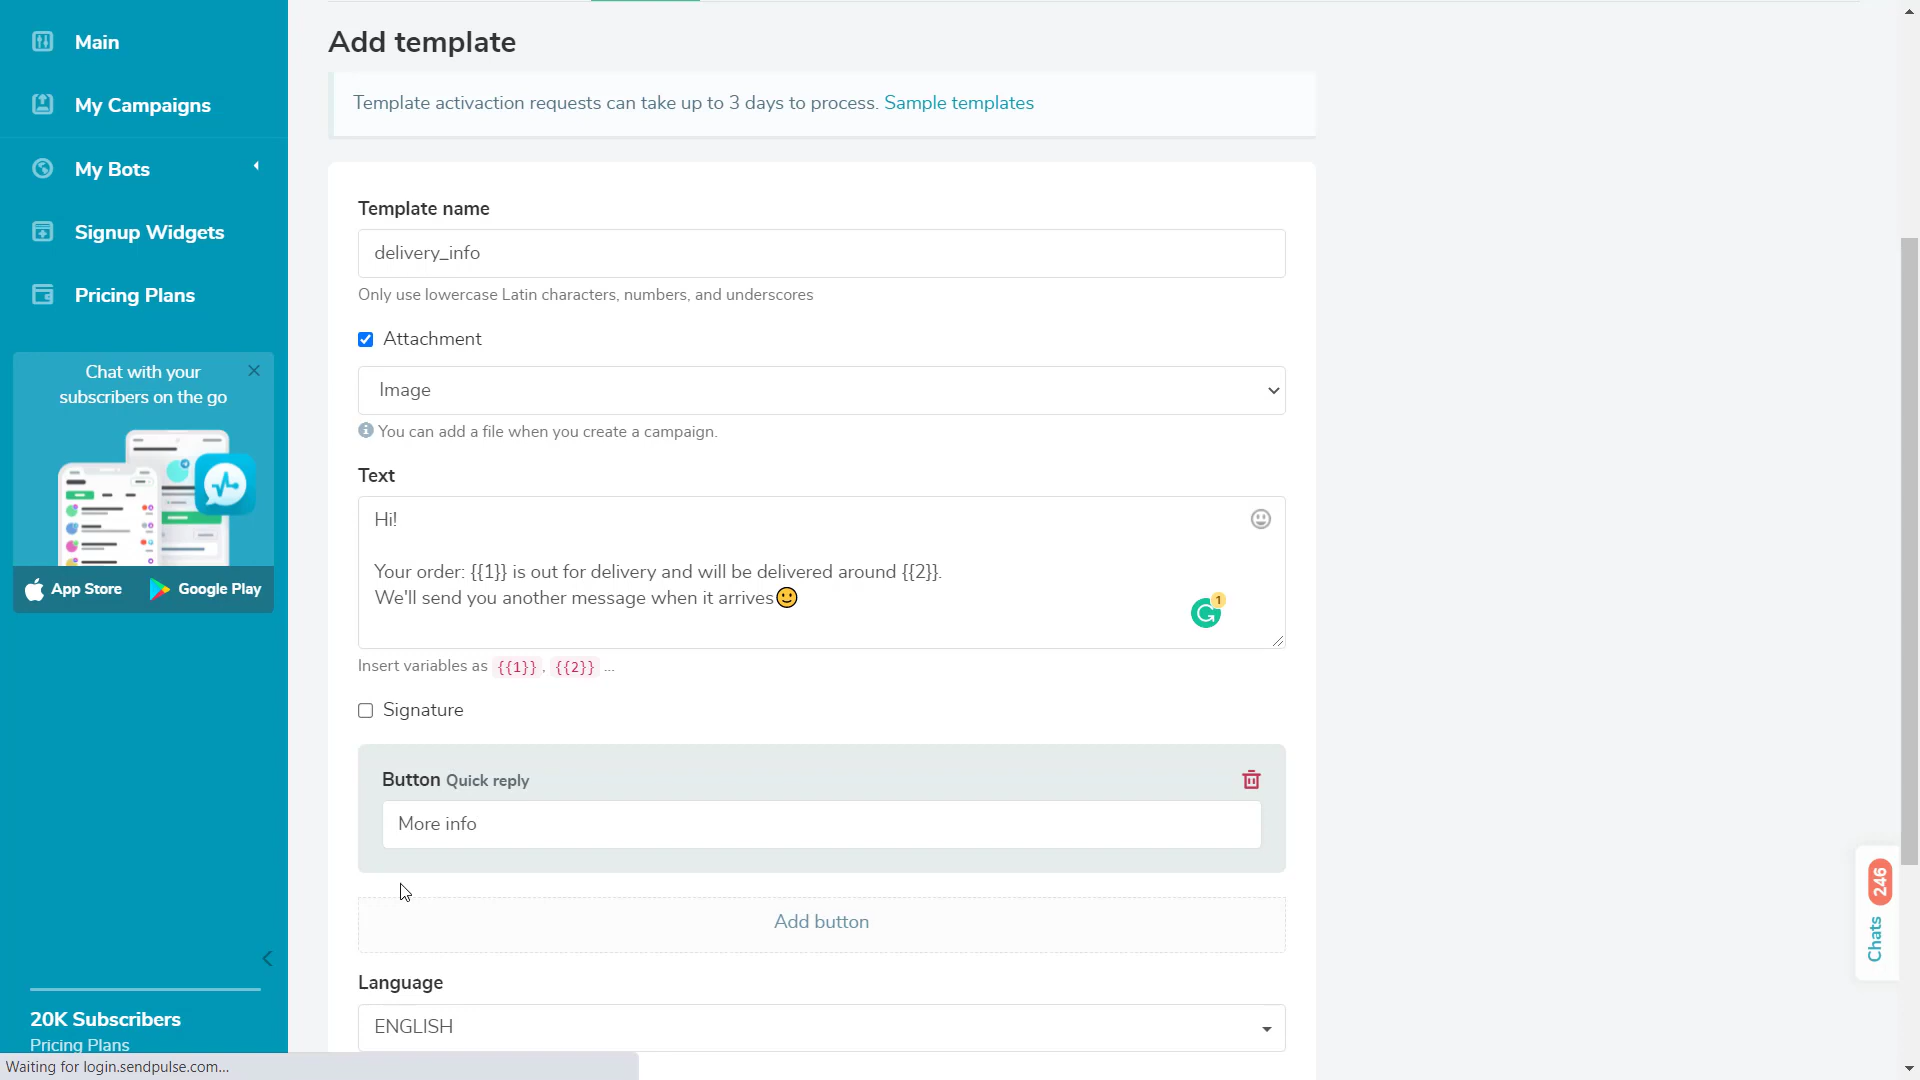 Main
My Campaigns
My Bots
Signup Widgets
Pricing Plans
Chat with your
subscribers on the go
App Store
Google Play
20K Subscribers
Pricing Plans
Waiting for login.sendpulse.com...
Add template
Template activaction requests can take up to 3 days to process. Sample templates
Template name
delivery_info
Only use lowercase Latin characters, numbers, and underscores
Attachment
Image
You can add a file when you create a campaign.
Text
Hi!
Your order: {{1}} is out for delivery and will be delivered around {{2}}.
We'll send you another message when it arrives🙂
1
Insert variables as {{1}}, {{2}} ...
Signature
Button Quick reply
More info
Add button
Language
ENGLISH
Chats 246